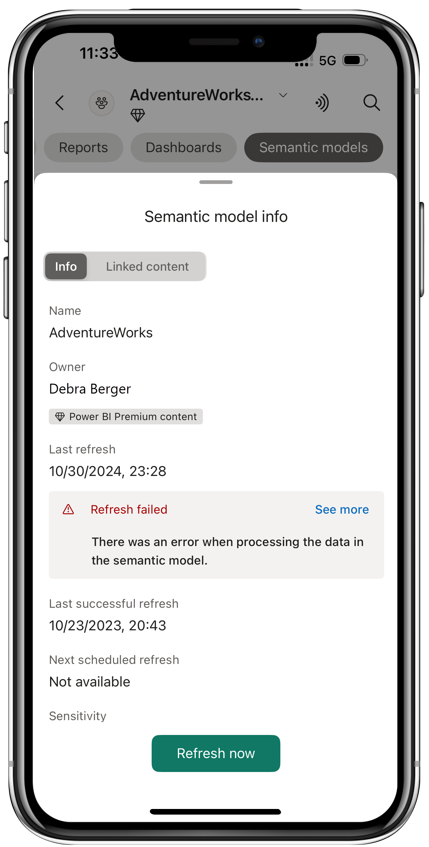 11:33
5G
AdventureWorks...
Reports
Dashboards
Semantic models
Semantic model info
Info
Linked content
Name
AdventureWorks
Owner
Debra Berger
Power BI Premium content
Last refresh
10/30/2024, 23:28
Refresh failed
See more
There was an error when processing the data in
the semantic model.
Last successful refresh
10/23/2023, 20:43
Next scheduled refresh
Not available
Sensitivity
Refresh now